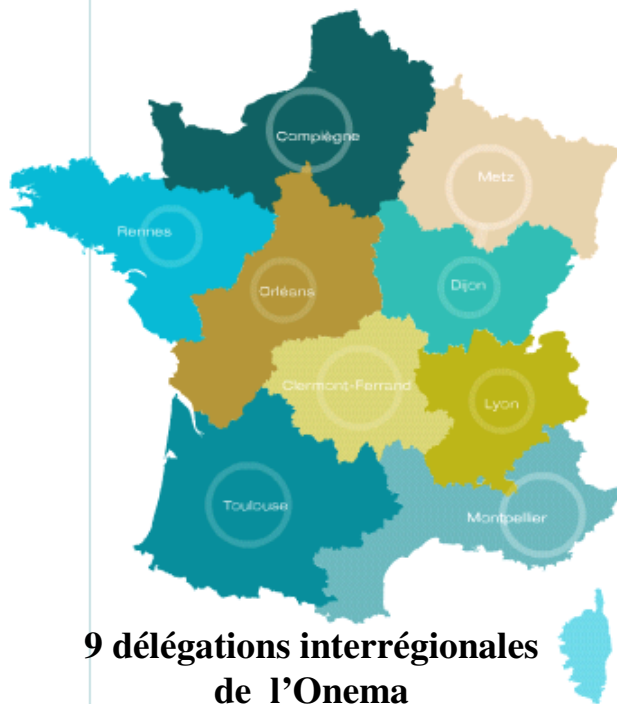 Compiègne
Metz
Rennes
Dijon
Orléans
Clermont-Ferrand
Lyon
Toulouse
Montpellier
9 délégations interrégionales
de l’Onema